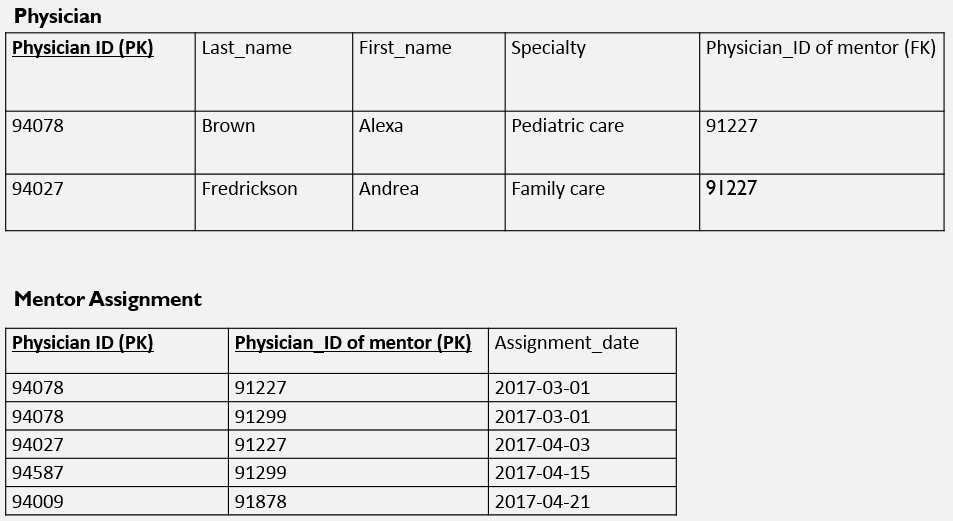 Physician
Physician ID (PK) Last_name First_name Specialty Physician_ID of mentor (FK)
94078 Brown Alexa Pediatric care 91227
94027 Fredrickson Andrea Family care 91227
Mentor Assignment
Physician ID (PK) Physician_ID of mentor (PK) Assignment_date
94078 91227 2017-03-01
94078 91299 2017-03-01
94027 91227 2017-04-03
94587 91299 2017-04-15
94009 91878 2017-04-21